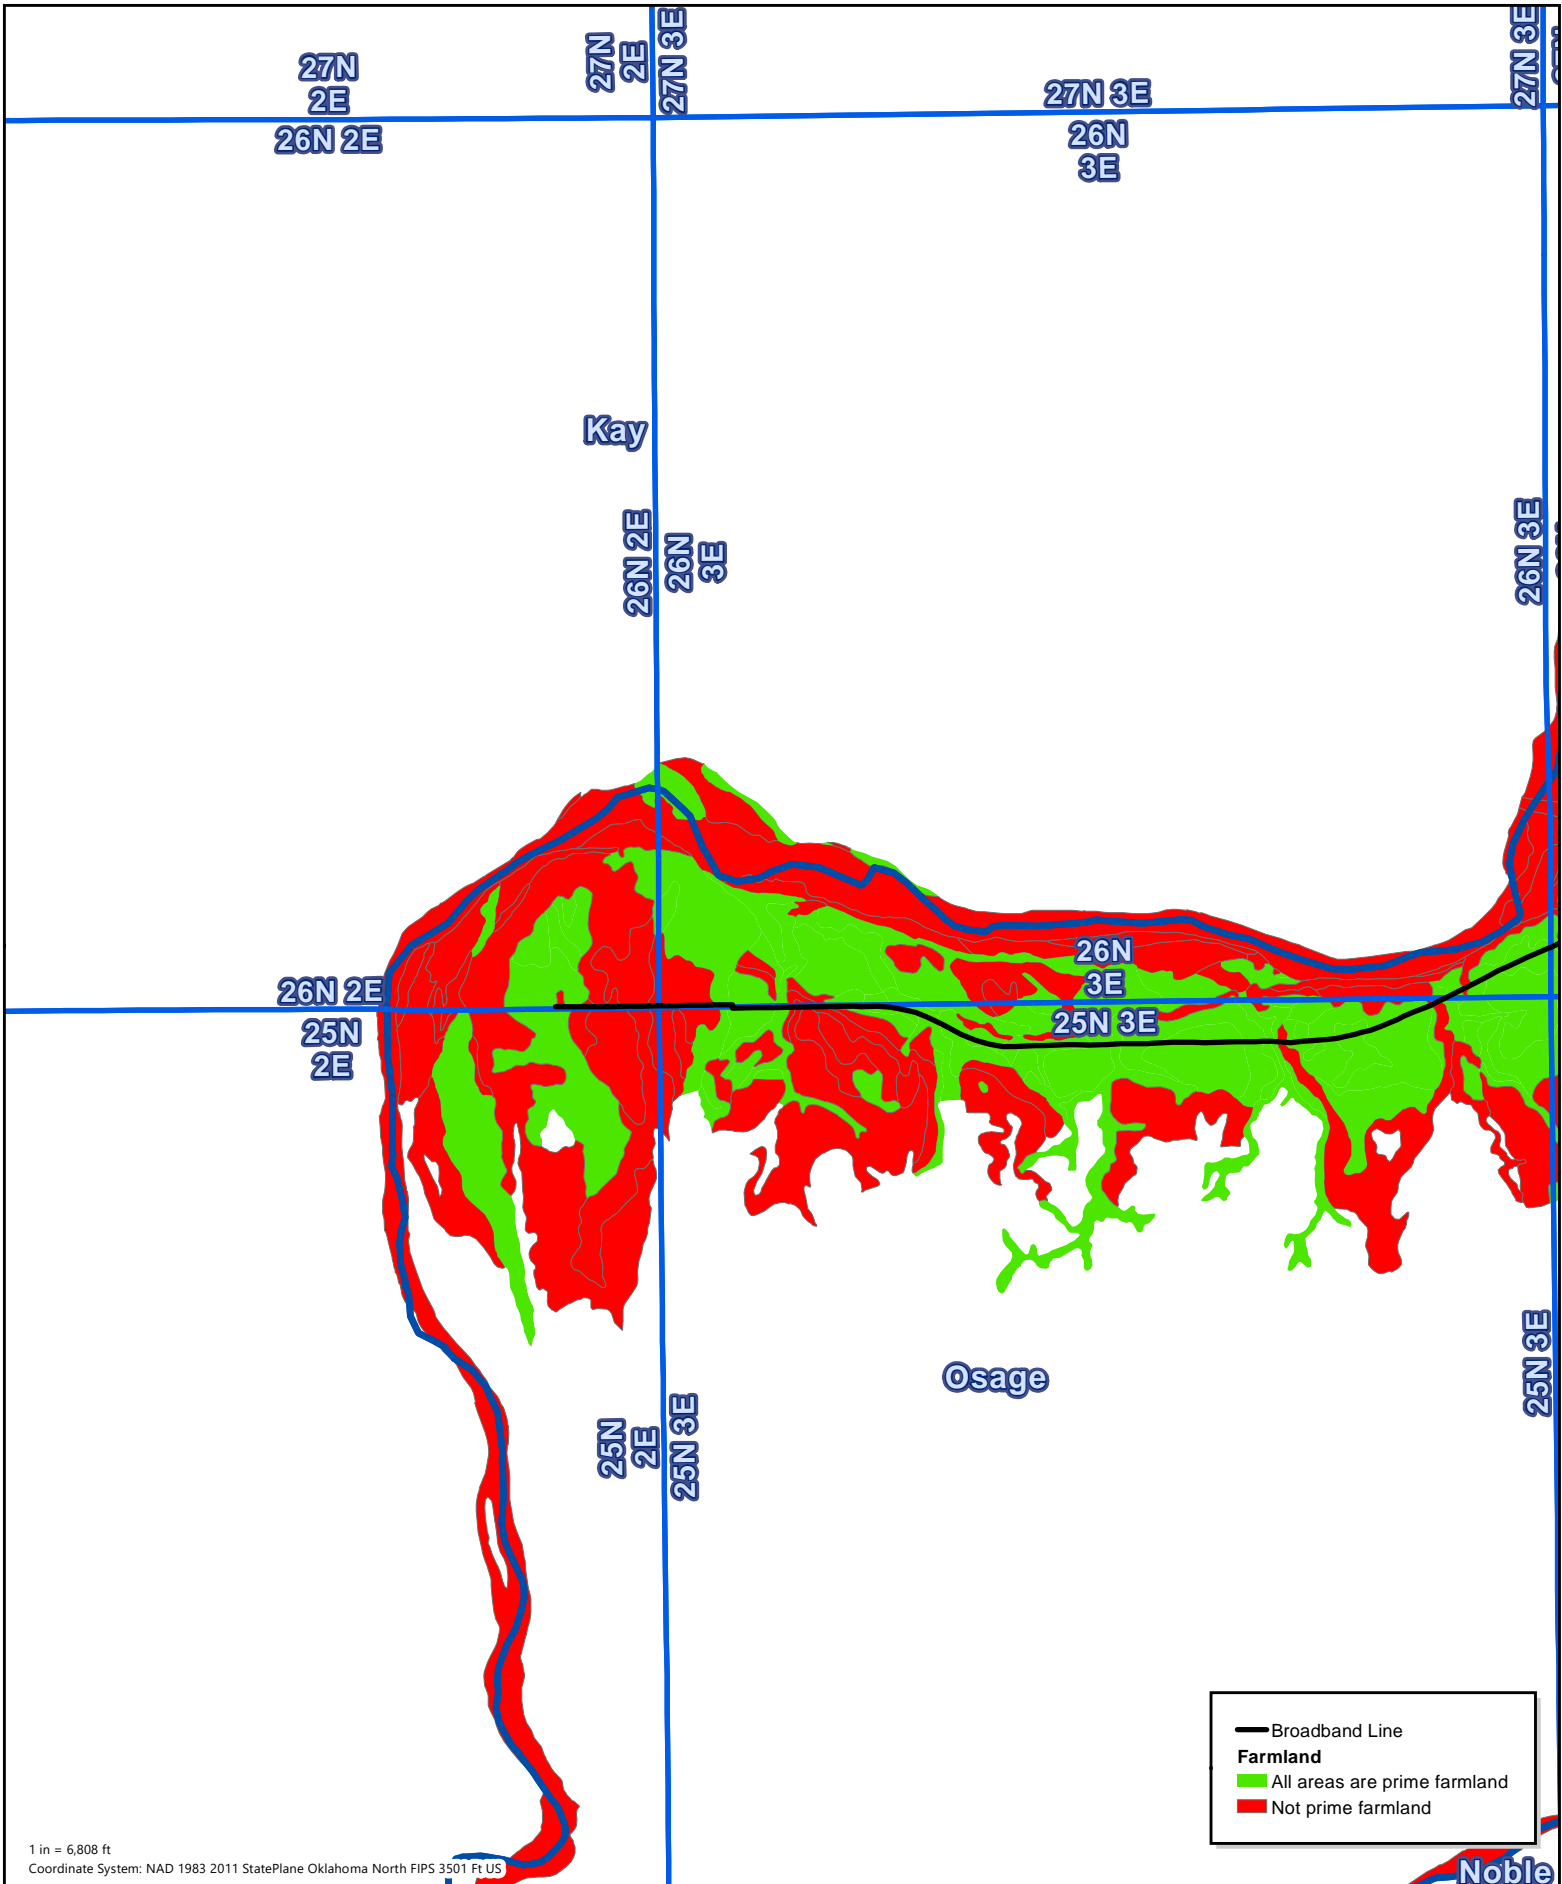 27N
2E
27N
2E
27N 3E
27N 3E
27N 3E
26N 2E
26N
3E
Kay
26N 2E
26N
3E
26N 3E
26N 2E
25N
2E
26N
3E
25N 3E
Osage
25N
2E
25N 3E
25N 3E
Broadband Line
Farmland
All areas are prime farmland
Not prime farmland
1 in = 6,808 ft
Coordinate System: NAD 1983 2011 StatePlane Oklahoma North FIPS 3501 Ft US
Noble